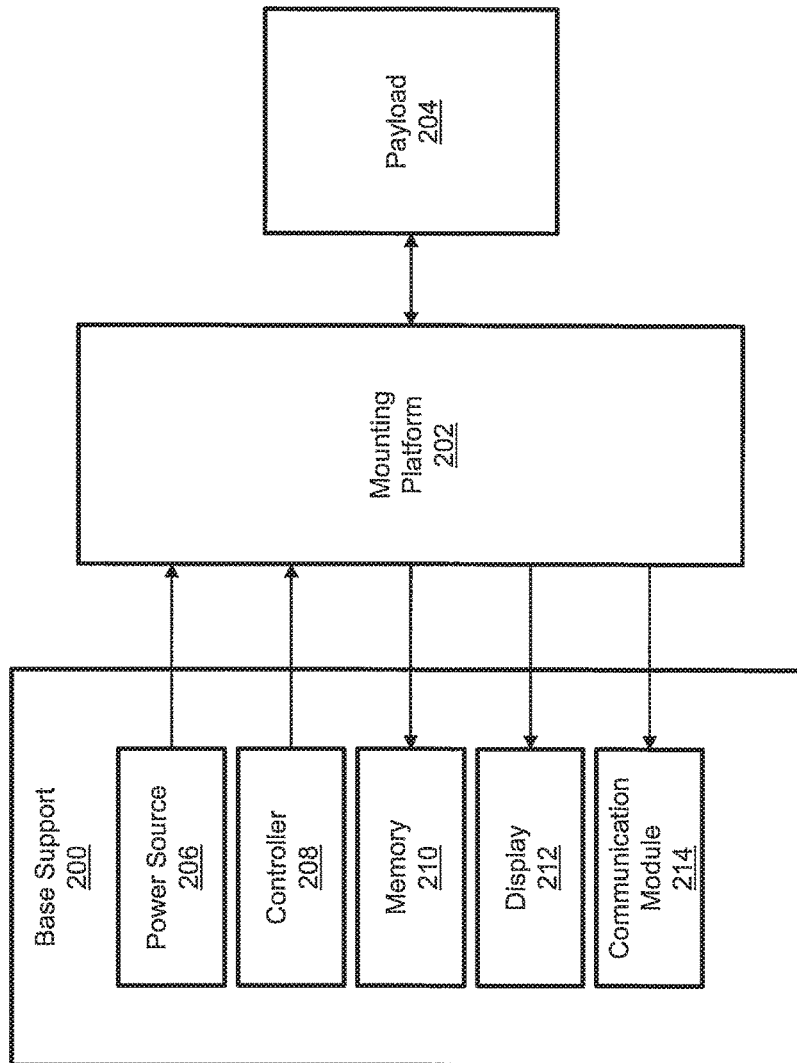 Base Support
200
Power Source
206
Controller
208
Memory
210
Display
212
Communication
Module
214
Mounting
Platform
202
Payload
204